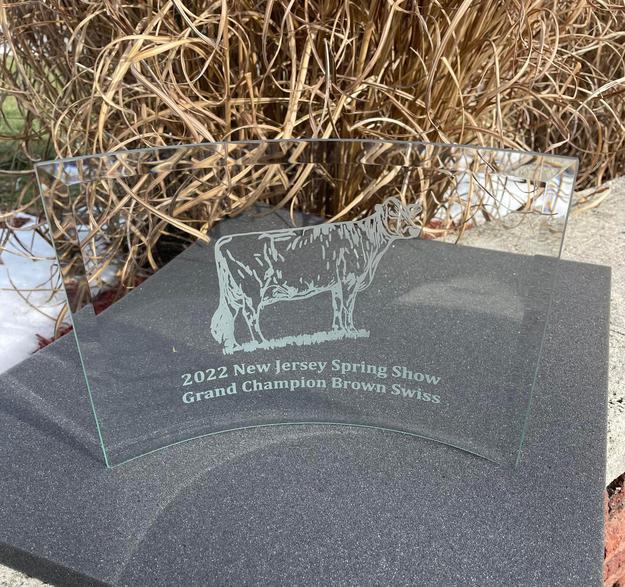 2022 New Jersey Spring Show
Grand Champion Brown Swiss